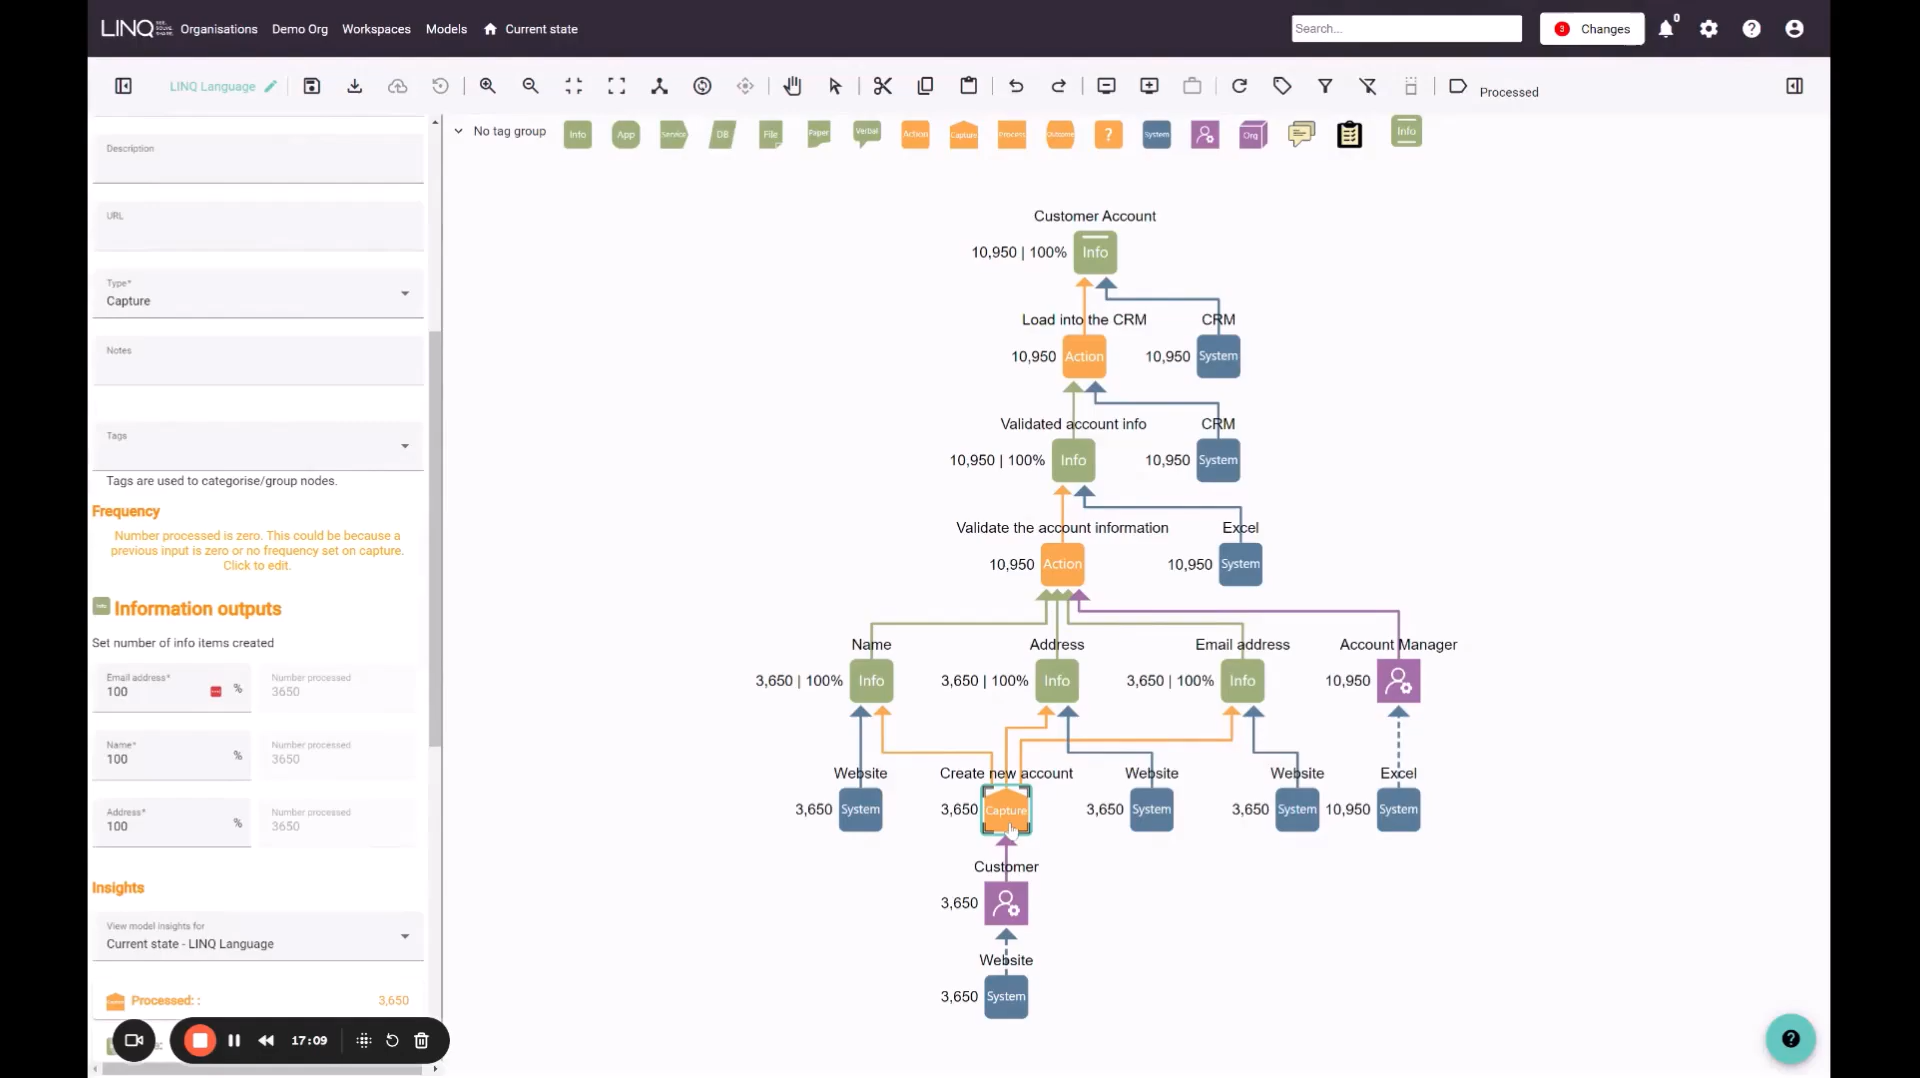 LINQ
Organisations
Demo Org
Workspaces
Models
Current state
Search...
3 Changes
0
LINQ Language
Processed
No tag group
Info
App
Service
DB
File
Paper
Verbal
Action
Capture
Process
Outcome
?
System
Org
Info
Description
URL
Type*
Capture
Notes
Tags
Tags are used to categorise/group nodes.
Frequency
Number processed is zero. This could be because a
previous input is zero or no frequency set on capture.
Click to edit.
Information outputs
Set number of info items created
Email address*
100
%
Number processed
3650
Name*
100
%
Number processed
3650
Address*
100
%
Number processed
3650
Insights
View model insights for
Current state - LINQ Language
Processed: :
3,650
17:09
Customer Account
10,950 | 100%
Info
Load into the CRM
CRM
10,950
Action
10,950
System
Validated account info
CRM
10,950 | 100%
Info
10,950
System
Validate the account information
Excel
10,950
Action
10,950
System
Name
Address
Email address
Account Manager
3,650 | 100%
Info
3,650 | 100%
Info
3,650 | 100%
Info
10,950
Website
Create new account
Website
Website
Excel
3,650
System
3,650
Capture
3,650
System
3,650
System
10,950
System
Customer
3,650
Website
3,650
System